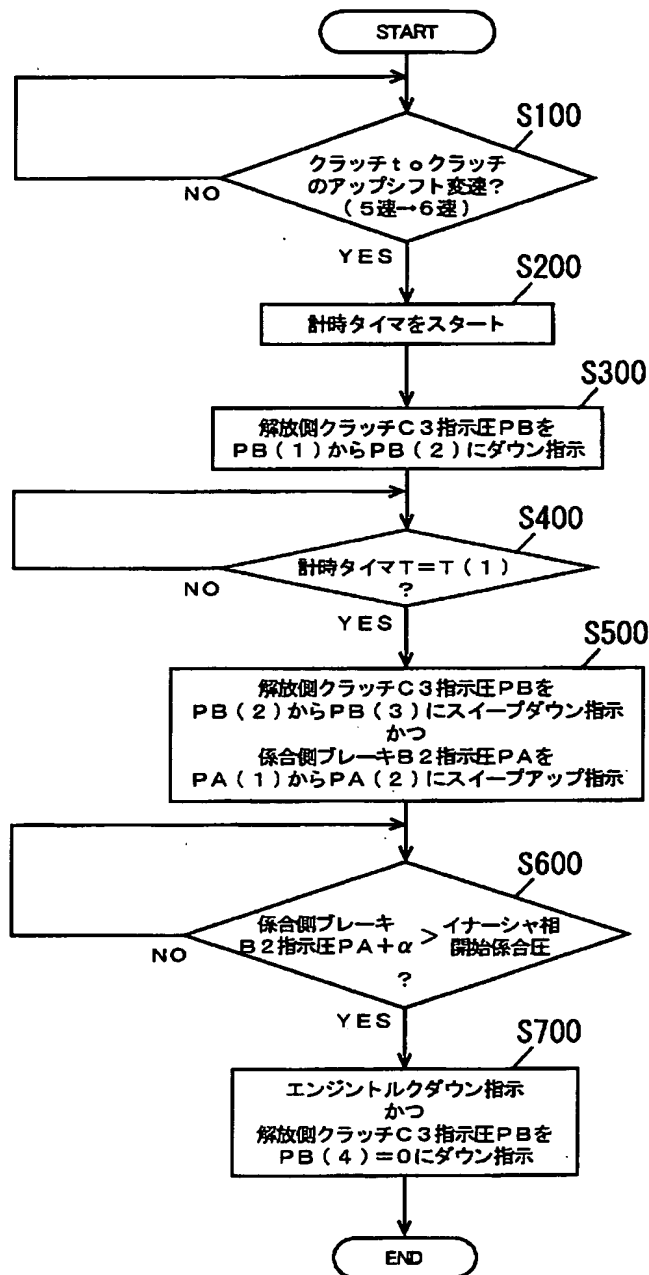 START
S100
クラッチtoクラッチ
のアップシフト変速?
(5速→6速)
NO
YES
S200
計時タイマをスタート
S300
解放側クラッチC3指示圧PBを
PB(1)からPB(2)にダウン指示
S400
計時タイマT=T(1)
?
NO
YES
S500
解放側クラッチC3指示圧PBを
PB(2)からPB(3)にスイープダウン指示
かつ
係合側ブレーキB2指示圧PAを
PA(1)からPA(2)にスイープアップ指示
S600
係合側ブレーキ
B2指示圧PA+α
>
イナーシャ相
開始係合圧
?
NO
YES
S700
エンジントルクダウン指示
かつ
解放側クラッチC3指示圧PBを
PB(4)=0にダウン指示
END